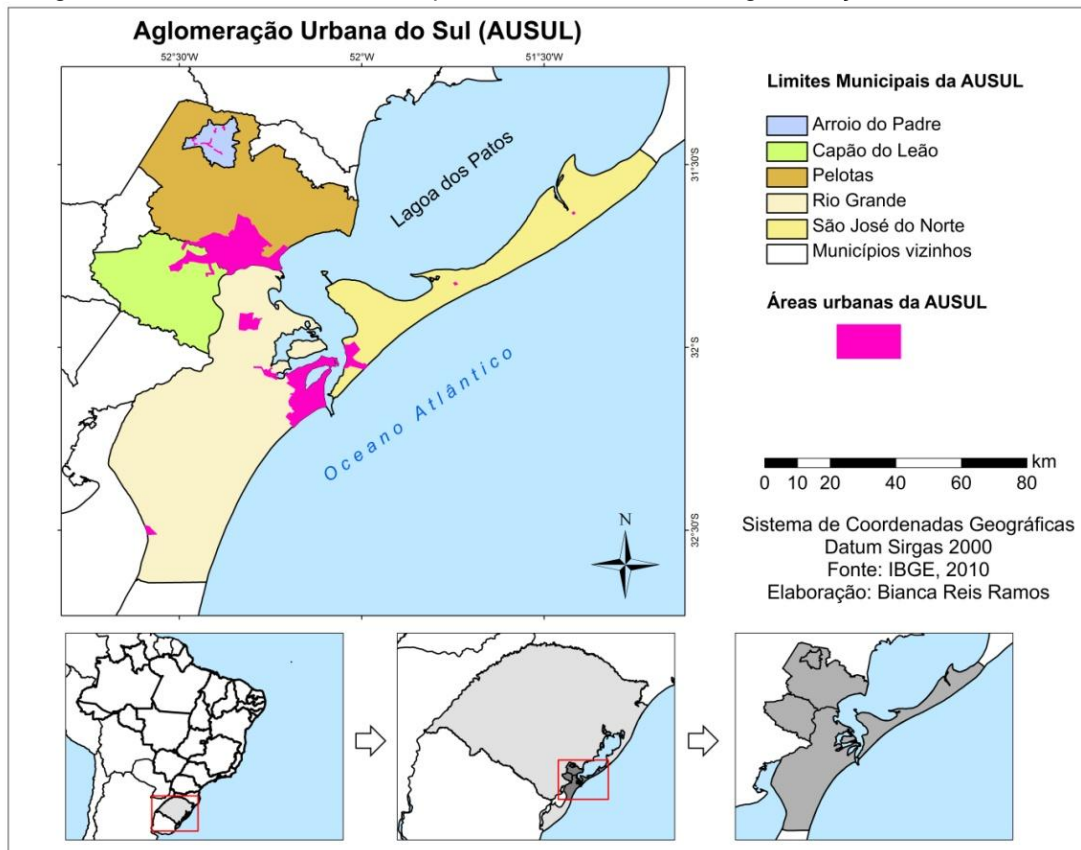 Aglomeração Urbana do Sul (AUSUL)
52°30'W
52°W
51°30'W
31°30'S
32°S
32°30'S
Lagoa dos Patos
Oceano Atlântico
N
Limites Municipais da AUSUL
Arroio do Padre
Capão do Leão
Pelotas
Rio Grande
São José do Norte
Municípios vizinhos
Áreas urbanas da AUSUL
km
0 10 20 40 60 80
Sistema de Coordenadas Geográficas
Datum Sirgas 2000
Fonte: IBGE, 2010
Elaboração: Bianca Reis Ramos